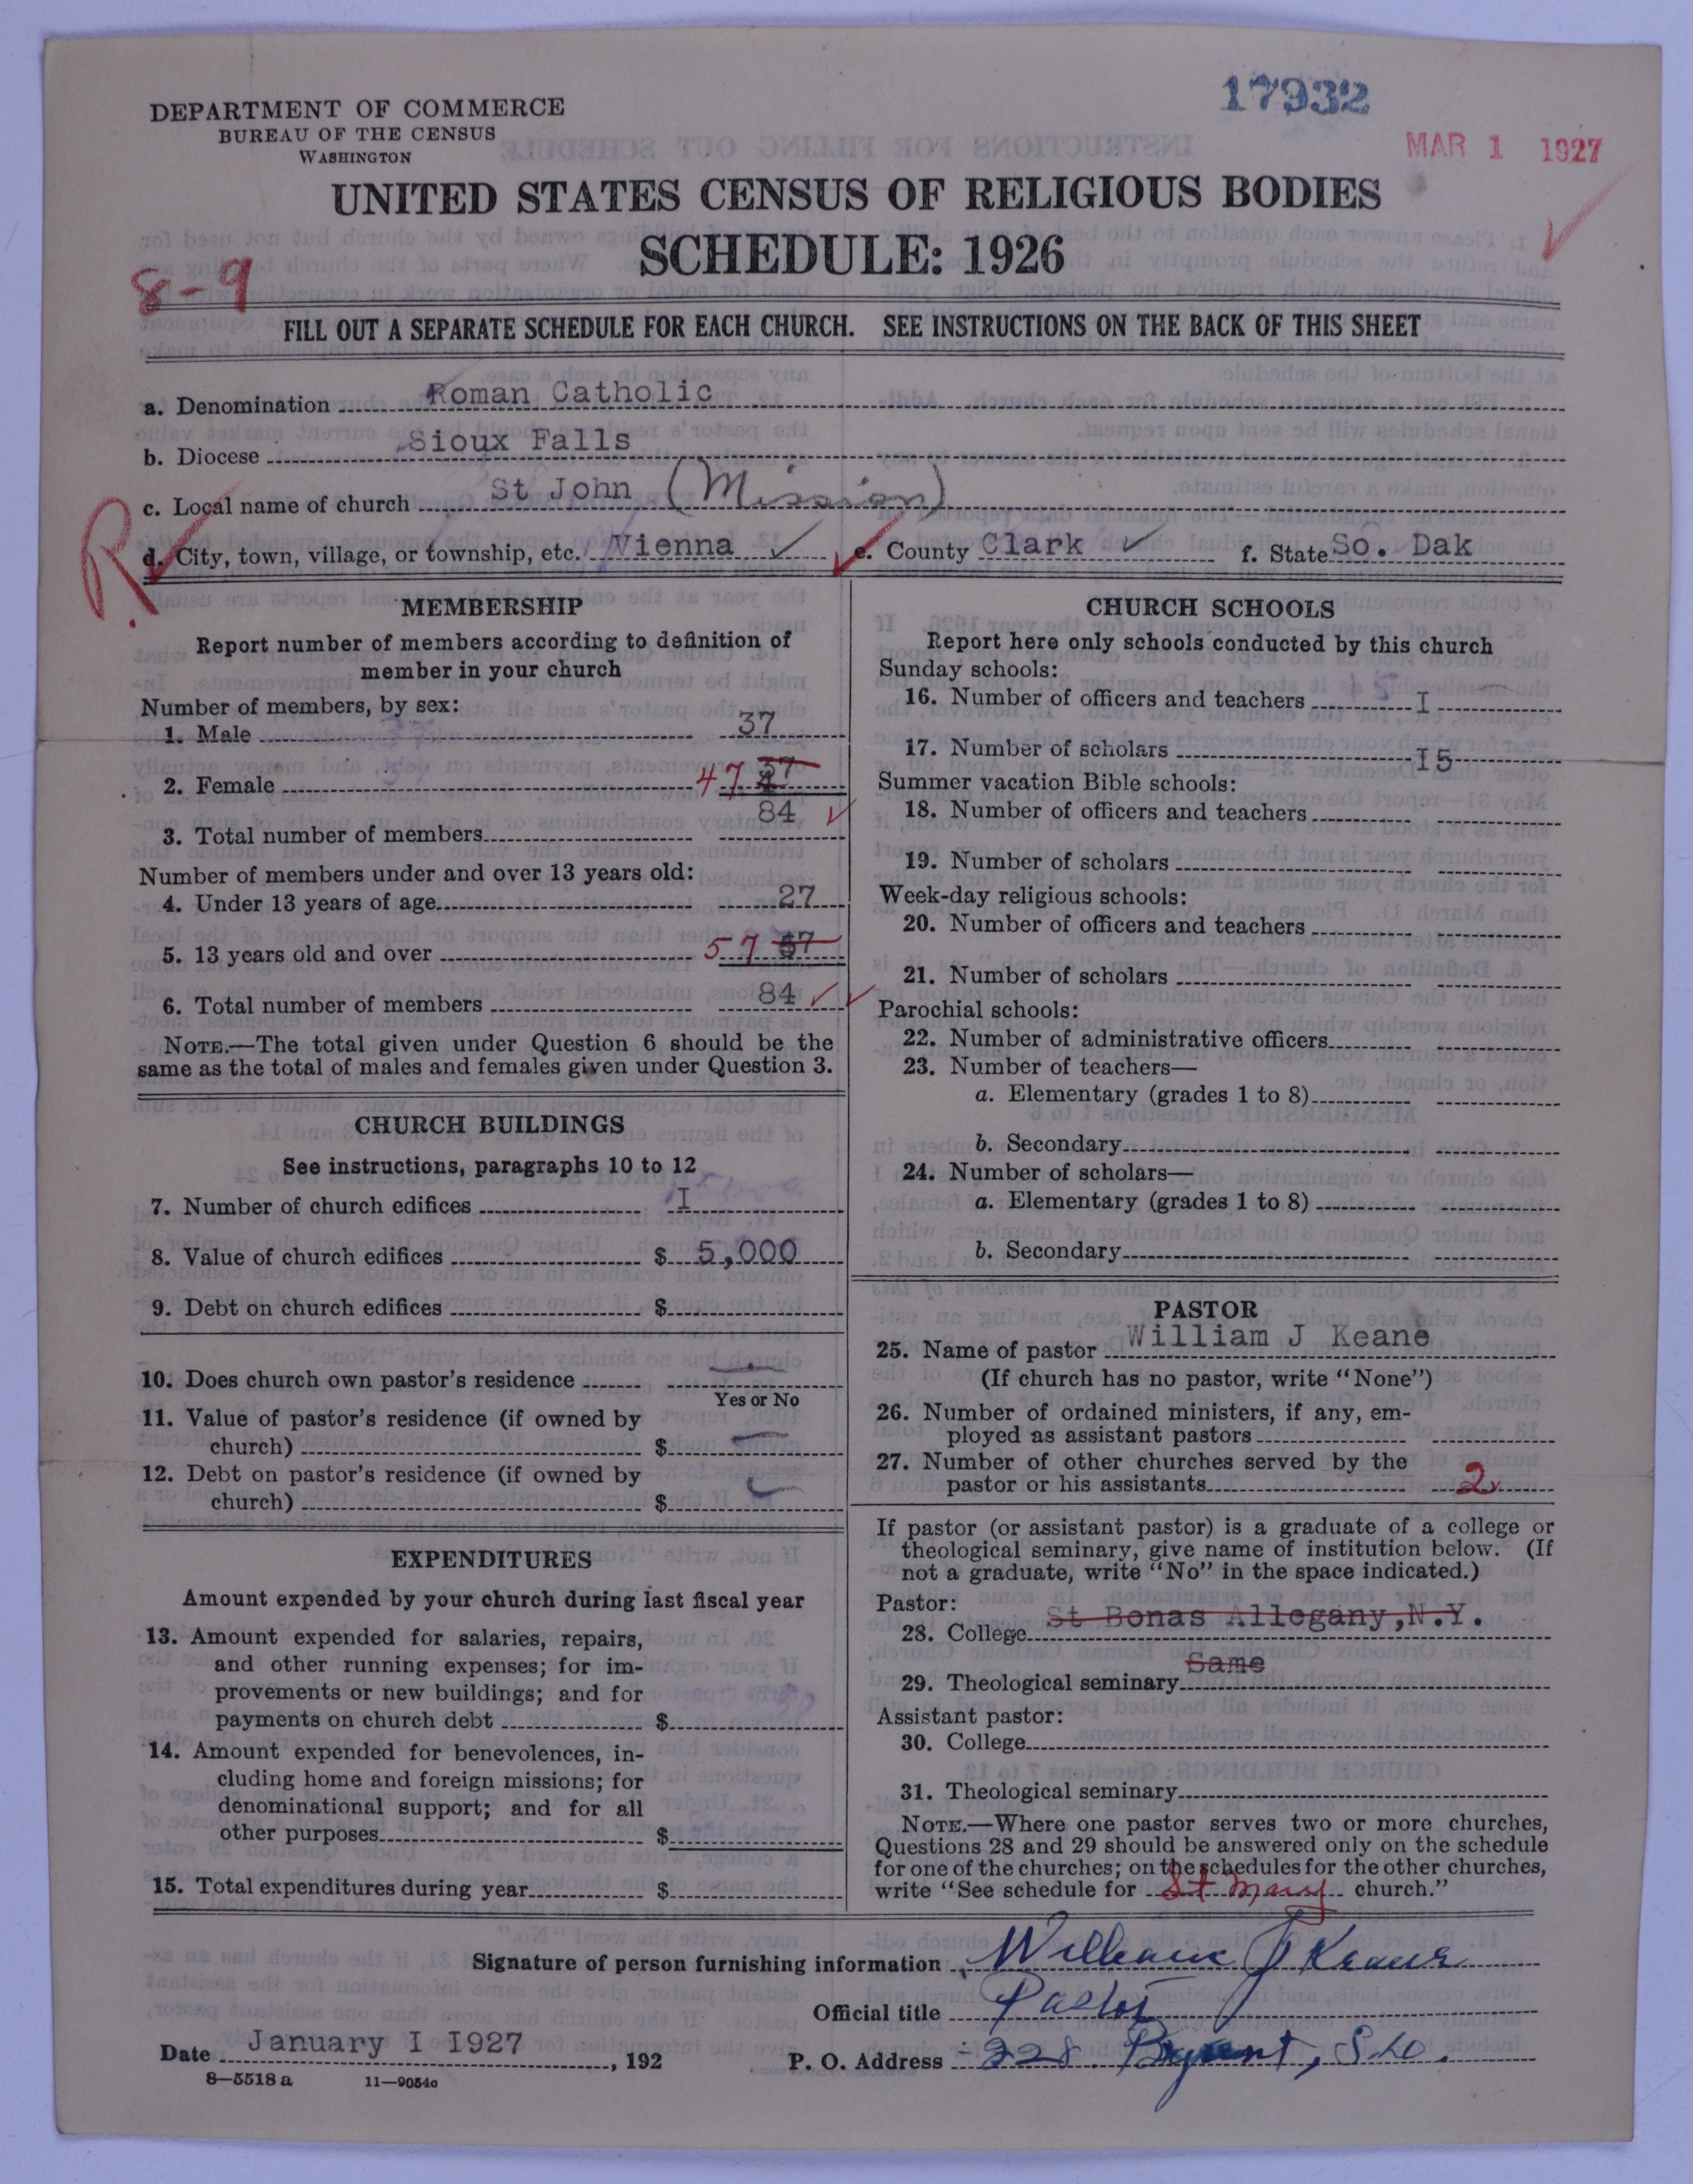 17932
MAR 1 1927
DEPARTMENT OF COMMERCE
BUREAU OF THE CENSUS
WASHINGTON
UNITED STATES CENSUS OF RELIGIOUS BODIES
SCHEDULE: 1926
8-9
FILL OUT A SEPARATE SCHEDULE FOR EACH CHURCH. SEE INSTRUCTIONS ON THE BACK OF THIS SHEET
a. Denomination Roman Catholic
b. Diocese Sioux Falls
c. Local name of church St John (Mission)
R
d. City, town, village, or township, etc. Vienna ✓ e. County Clark ✓ f. State So. Dak
MEMBERSHIP
Report number of members according to definition of
member in your church
Number of members, by sex:
1. Male 37
2. Female 47
3. Total number of members 84
Number of members under and over 13 years old:
4. Under 13 years of age 27
5. 13 years old and over 57
6. Total number of members 84
NOTE.—The total given under Question 6 should be the
same as the total of males and females given under Question 3.
CHURCH BUILDINGS
See instructions, paragraphs 10 to 12
7. Number of church edifices I
8. Value of church edifices $ 5,000
9. Debt on church edifices $
10. Does church own pastor's residence —
Yes or No
11. Value of pastor's residence (if owned by
church) $ —
12. Debt on pastor's residence (if owned by
church) $
EXPENDITURES
Amount expended by your church during last fiscal year
13. Amount expended for salaries, repairs,
and other running expenses; for im-
provements or new buildings; and for
payments on church debt $
14. Amount expended for benevolences, in-
cluding home and foreign missions; for
denominational support; and for all
other purposes $
15. Total expenditures during year $
CHURCH SCHOOLS
Report here only schools conducted by this church
Sunday schools:
16. Number of officers and teachers I
17. Number of scholars I5
Summer vacation Bible schools:
18. Number of officers and teachers
19. Number of scholars
Week-day religious schools:
20. Number of officers and teachers
21. Number of scholars
Parochial schools:
22. Number of administrative officers
23. Number of teachers—
a. Elementary (grades 1 to 8)
b. Secondary
24. Number of scholars—
a. Elementary (grades 1 to 8)
b. Secondary
PASTOR
25. Name of pastor William J Keane
(If church has no pastor, write "None")
26. Number of ordained ministers, if any, em-
ployed as assistant pastors
27. Number of other churches served by the
pastor or his assistants 2
If pastor (or assistant pastor) is a graduate of a college or
theological seminary, give name of institution below. (If
not a graduate, write "No" in the space indicated.)
Pastor:
28. College St Bonas Allegany,N.Y.
29. Theological seminary Same
Assistant pastor:
30. College
31. Theological seminary
NOTE.—Where one pastor serves two or more churches,
Questions 28 and 29 should be answered only on the schedule
for one of the churches; on the schedules for the other churches,
write "See schedule for St Mary church."
Signature of person furnishing information William J Keane
Official title Pastor
Date January I I927, 192 P. O. Address 228. Bryant, S.D.
8—5518 a 11—9054c